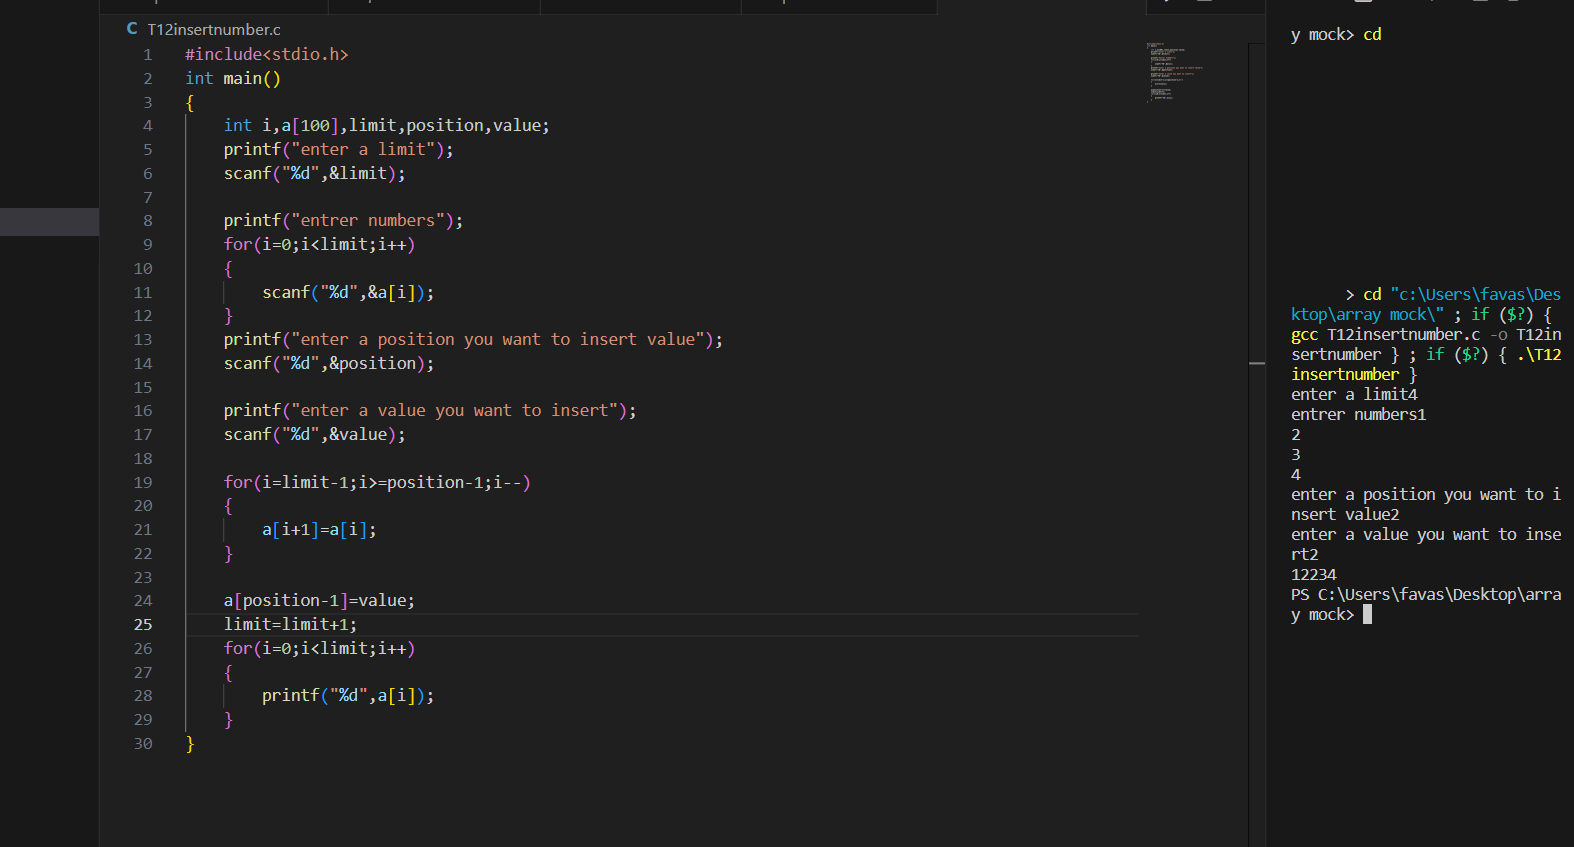 C T12insertnumber.c
1 #include<stdio.h>
2 int main()
3 {
4 int i,a[100],limit,position,value;
5 printf("enter a limit");
6 scanf("%d",&limit);
7
8 printf("entrer numbers");
9 for(i=0;i<limit;i++)
10 {
11 scanf("%d",&a[i]);
12 }
13 printf("enter a position you want to insert value");
14 scanf("%d",&position);
15
16 printf("enter a value you want to insert");
17 scanf("%d",&value);
18
19 for(i=limit-1;i>=position-1;i--)
20 {
21 a[i+1]=a[i];
22 }
23
24 a[position-1]=value;
25 limit=limit+1;
26 for(i=0;i<limit;i++)
27 {
28 printf("%d",a[i]);
29 }
30 }
y mock> cd
> cd "c:\Users\favas\Des
ktop\array mock\" ; if ($?) {
gcc T12insertnumber.c -o T12in
sertnumber } ; if ($?) { .\T12
insertnumber }
enter a limit4
entrer numbers1
2
3
4
enter a position you want to i
nsert value2
enter a value you want to inse
rt2
12234
PS C:\Users\favas\Desktop\arra
y mock>